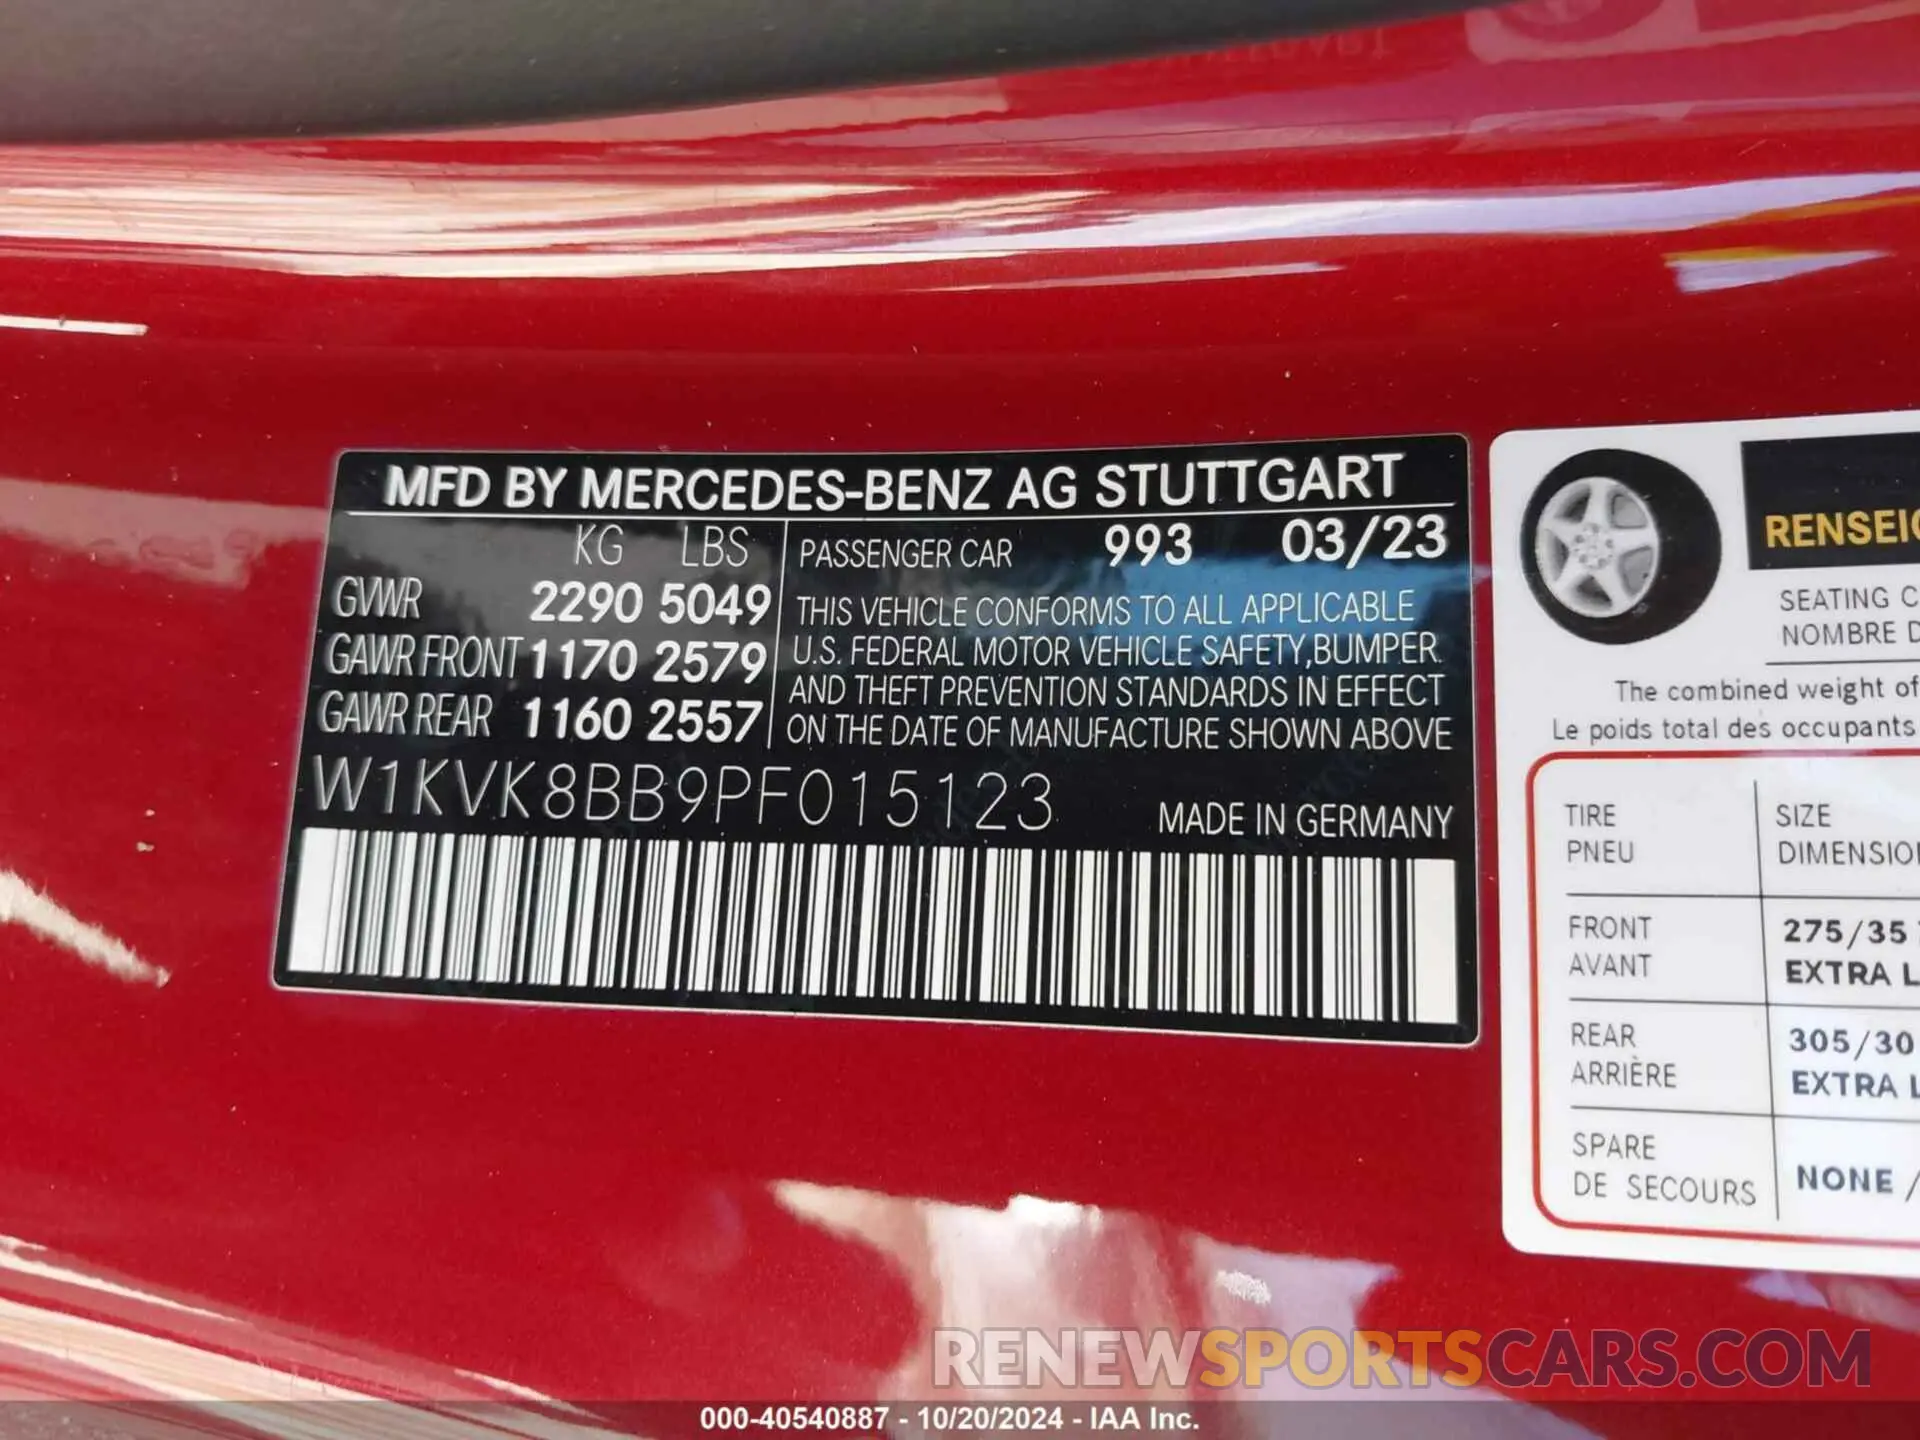 MFD BY MERCEDES-BENZ AG STUTTGART
KG LBS
GVWR 2290 5049
GAWR FRONT 1170 2579
GAWR REAR 1160 2557
PASSENGER CAR 993 03/23
THIS VEHICLE CONFORMS TO ALL APPLICABLE
U.S. FEDERAL MOTOR VEHICLE SAFETY,BUMPER
AND THEFT PREVENTION STANDARDS IN EFFECT
ON THE DATE OF MANUFACTURE SHOWN ABOVE
W1KVK8BB9PF015123
MADE IN GERMANY
SEATING
NOMBRE
The combined weight of
Le poids total des occupants
TIRE SIZE
PNEU
FRONT 275/35
AVANT EXTRA
REAR 305/30
ARRIÈRE EXTRA
SPARE
DE SECOURS
NONE /
RENEWSPORTSCARS.COM
000-40540887 - 10/20/2024 - IAA Inc.